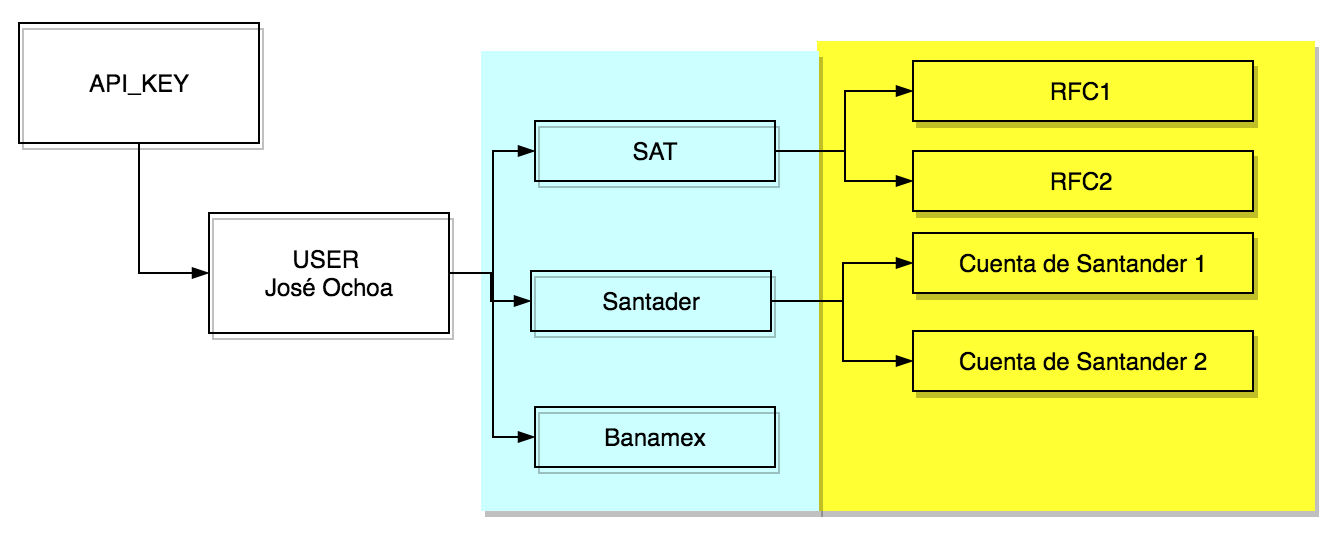 API_KEY
USER
José Ochoa
SAT
Santader
Banamex
RFC1
RFC2
Cuenta de Santander 1
Cuenta de Santander 2